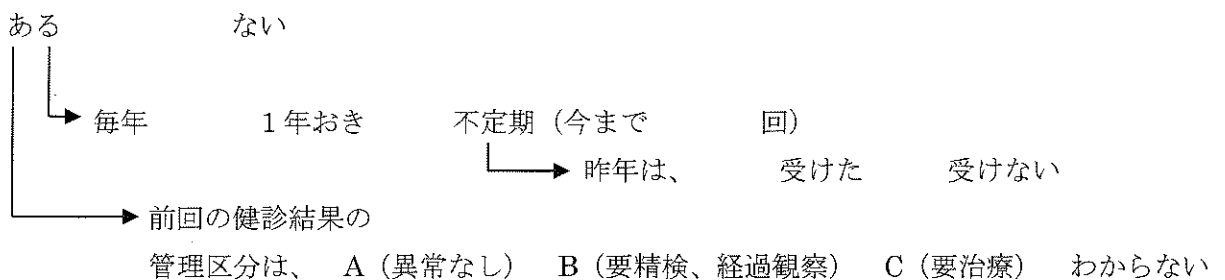 ある　ない
毎年　1年おき　不定期（今まで　回）
昨年は、　受けた　受けない
前回の健診結果の
管理区分は、　A（異常なし）　B（要精検、経過観察）　C（要治療）　わからない